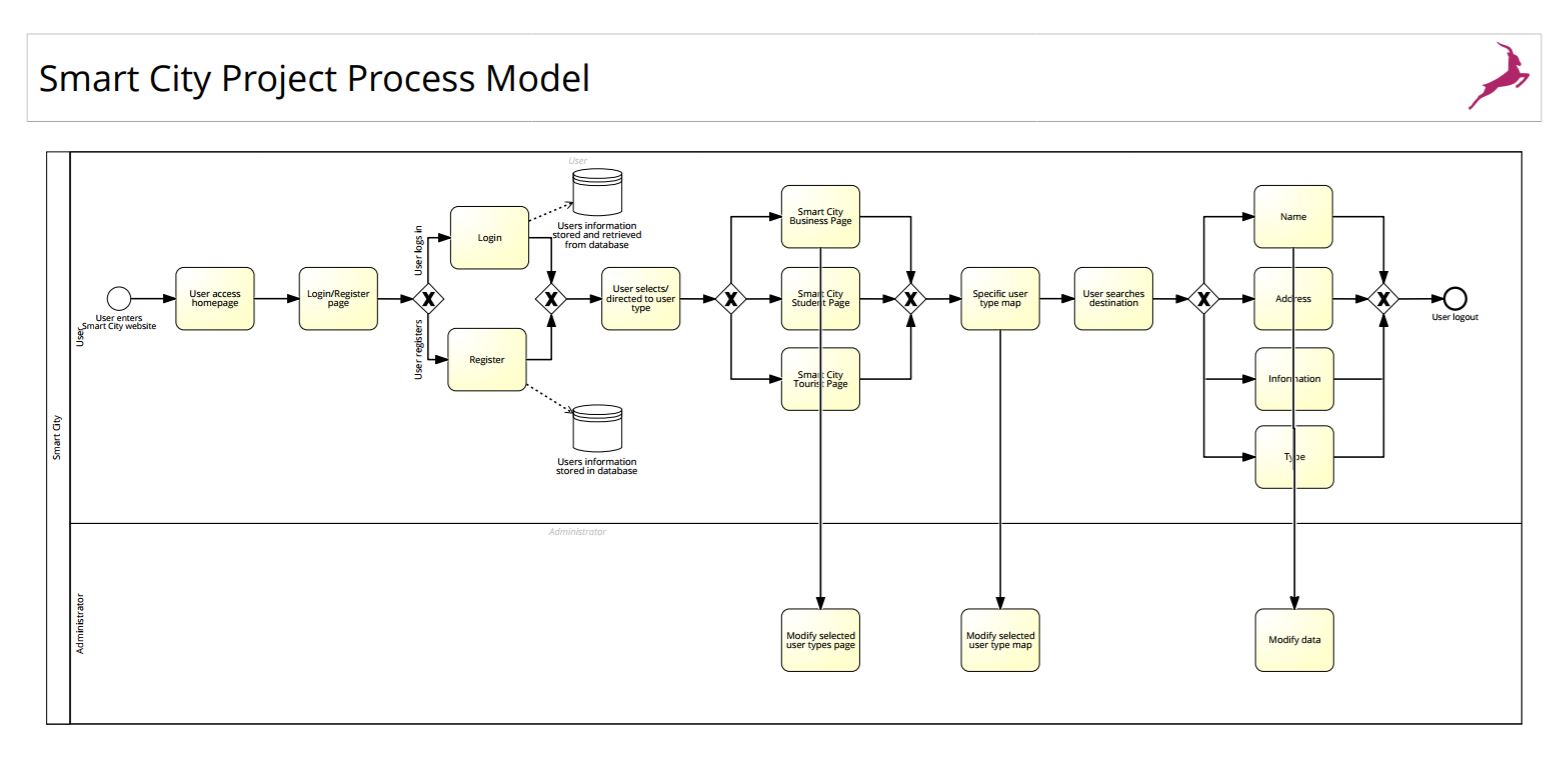 Smart City Project Process Model
Smart City
User
User
User enters
Smart City website
User access
homepage
Login/Register
page
User logs in
User registers
Login
Register
Users information
stored and retrieved
from database
Users information
stored in database
User selects/
directed to user
type
Smart City
Business Page
Smart City
Student Page
Smart City
Tourist Page
Specific user
type map
User searches
destination
Name
Address
Information
Type
User logout
Administrator
Administrator
Modify selected
user types page
Modify selected
user type map
Modify data